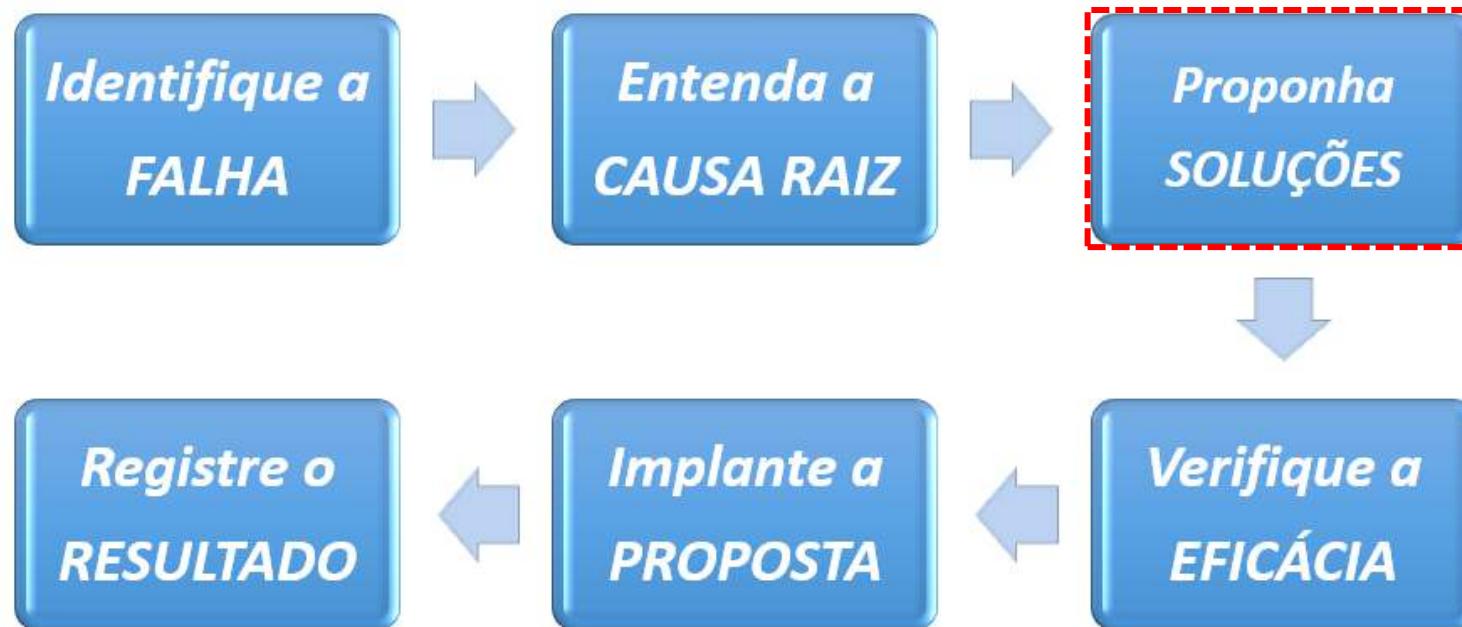 Identifique a
FALHA
Entenda a
CAUSA RAIZ
Proponha
SOLUÇÕES
Verifique a
EFICÁCIA
Implante a
PROPOSTA
Registre o
RESULTADO